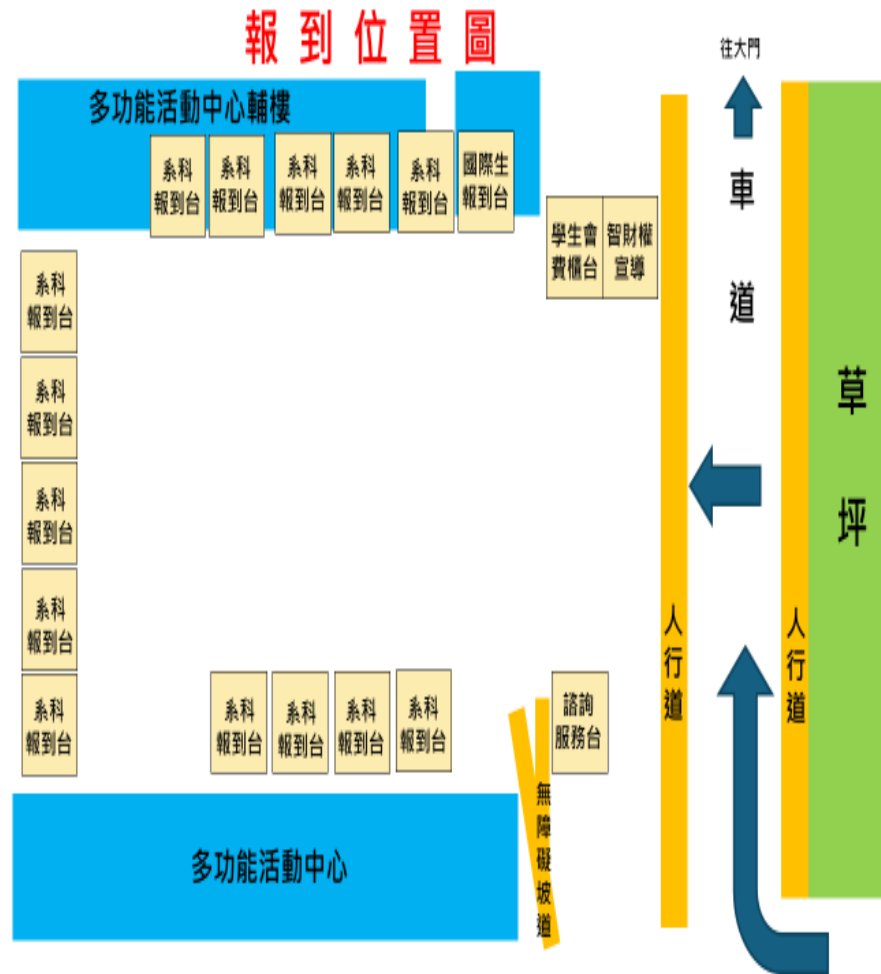 報到位置圖
往大門
多功能活動中心輔樓
系科
報到台
系科
報到台
系科
報到台
系科
報到台
系科
報到台
國際生
報到台
學生會
費櫃台
智財權
宣導
車道
草坪
系科
報到台
系科
報到台
系科
報到台
系科
報到台
系科
報到台
系科
報到台
系科
報到台
系科
報到台
系科
報到台
諮詢
服務台
人行道
人行道
無障礙坡道
多功能活動中心